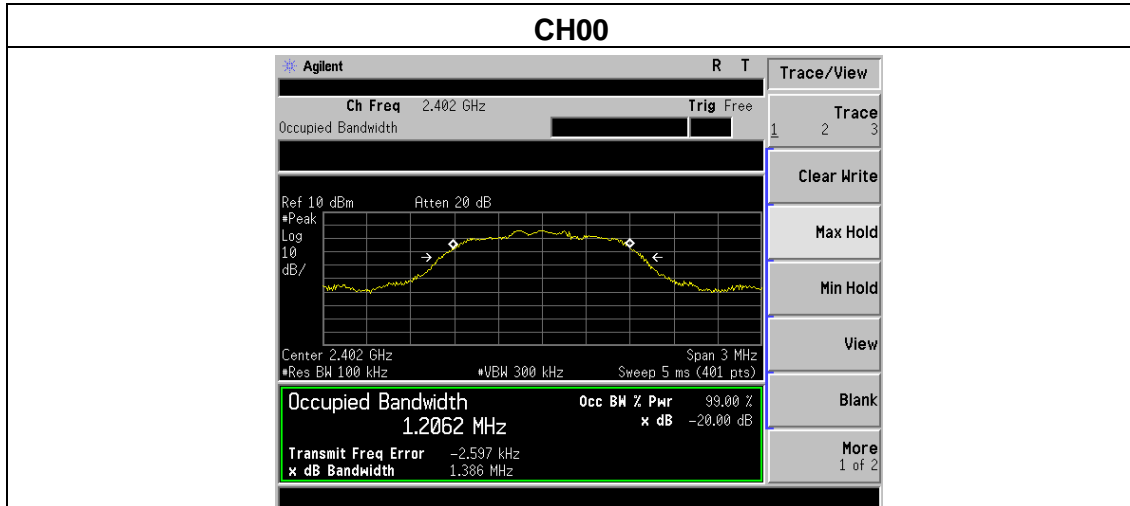 CH00
Agilent
R T
Trace/View
Ch Freq 2.402 GHz
Trig Free
Occupied Bandwidth
Trace
1 2 3
Clear Write
Max Hold
Min Hold
View
Blank
More
1 of 2
Ref 10 dBm
Atten 20 dB
#Peak
Log
10
dB/
Center 2.402 GHz
Span 3 MHz
#Res BW 100 kHz
#VBW 300 kHz
Sweep 5 ms (401 pts)
Occupied Bandwidth
1.2062 MHz
Occ BW % Pwr 99.00 %
x dB -20.00 dB
Transmit Freq Error -2.597 kHz
x dB Bandwidth 1.386 MHz